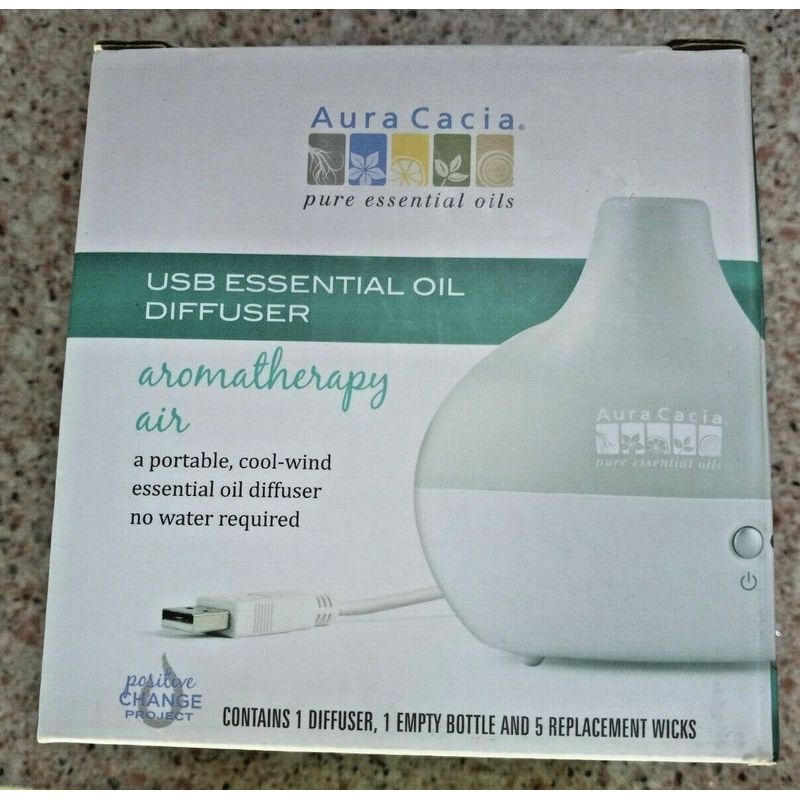 Aura Cacia®
pure essential oils
USB ESSENTIAL OIL
DIFFUSER
aromatherapy
air
a portable, cool-wind
essential oil diffuser
no water required
Aura Cacia
pure essential oils
positive
CHANGE
PROJECT
CONTAINS 1 DIFFUSER, 1 EMPTY BOTTLE AND 5 REPLACEMENT WICKS